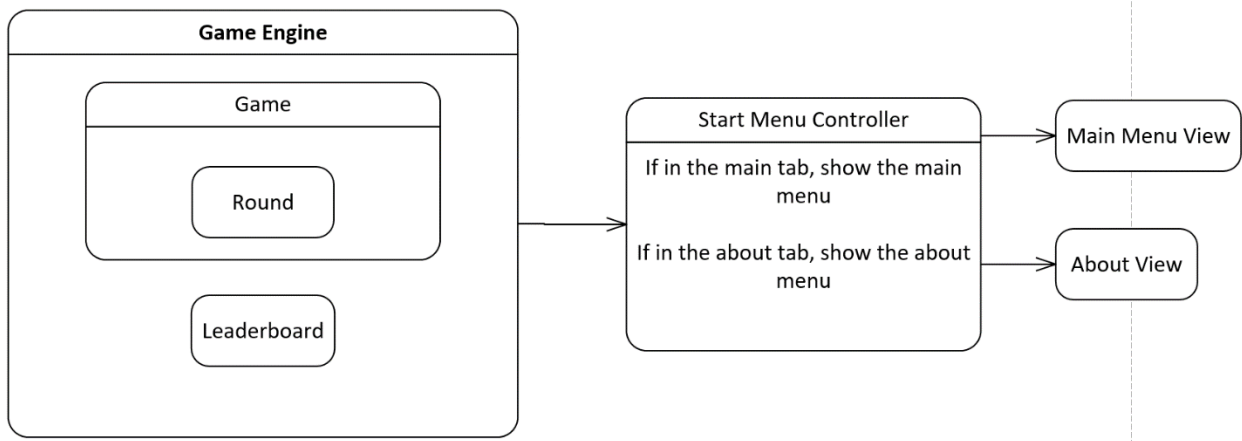 Game Engine
Game
Round
Leaderboard
Start Menu Controller
If in the main tab, show the main
menu
If in the about tab, show the about
menu
Main Menu View
About View